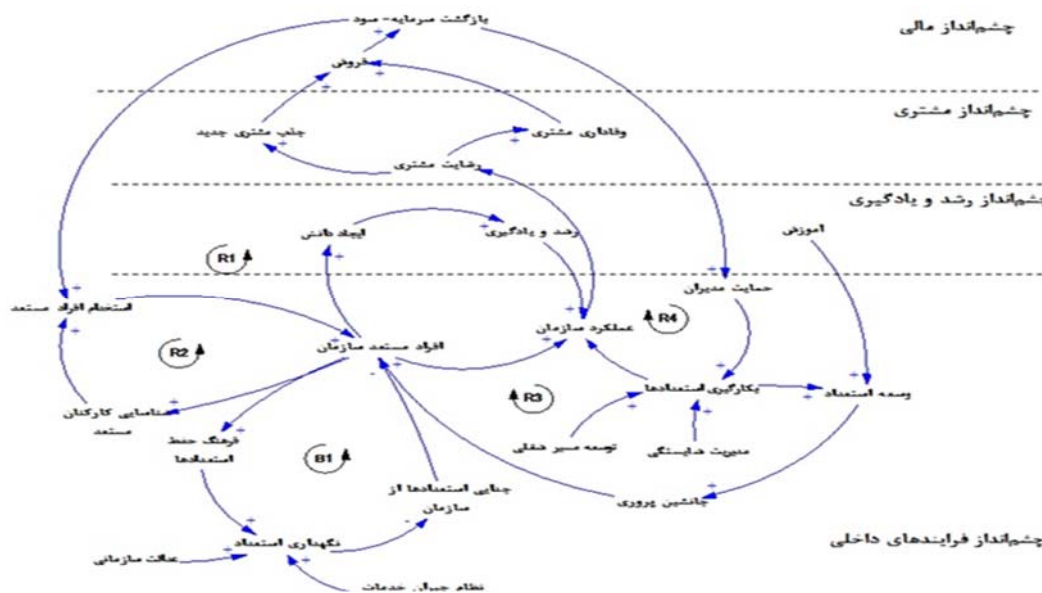 بازگشت سرمایه- سود
چشم‌انداز مالی
فروش
چشم‌انداز مشتری
جذب مشتری جدید
وفاداری مشتری
رضایت مشتری
چشم‌انداز رشد و یادگیری
ایجاد دانش
رشد و یادگیری
آموزش
R1
حمایت مدیران
استخدام افراد مستعد
عملکرد سازمان
R4
R2
افراد مستعد سازمان
بکارگیری استعدادها
وسعه استعداد
R3
شناسایی کارکنان
مستعد
فرهنگ حفظ
استعدادها
توسعه مسیر شغلی
مدیریت شایستگی
B1
جدایی استعدادها از
سازمان
جانشین پروری
نگهداری استعداد
عدالت سازمانی
چشم‌انداز فرایندهای داخلی
نظام جبران خدمات